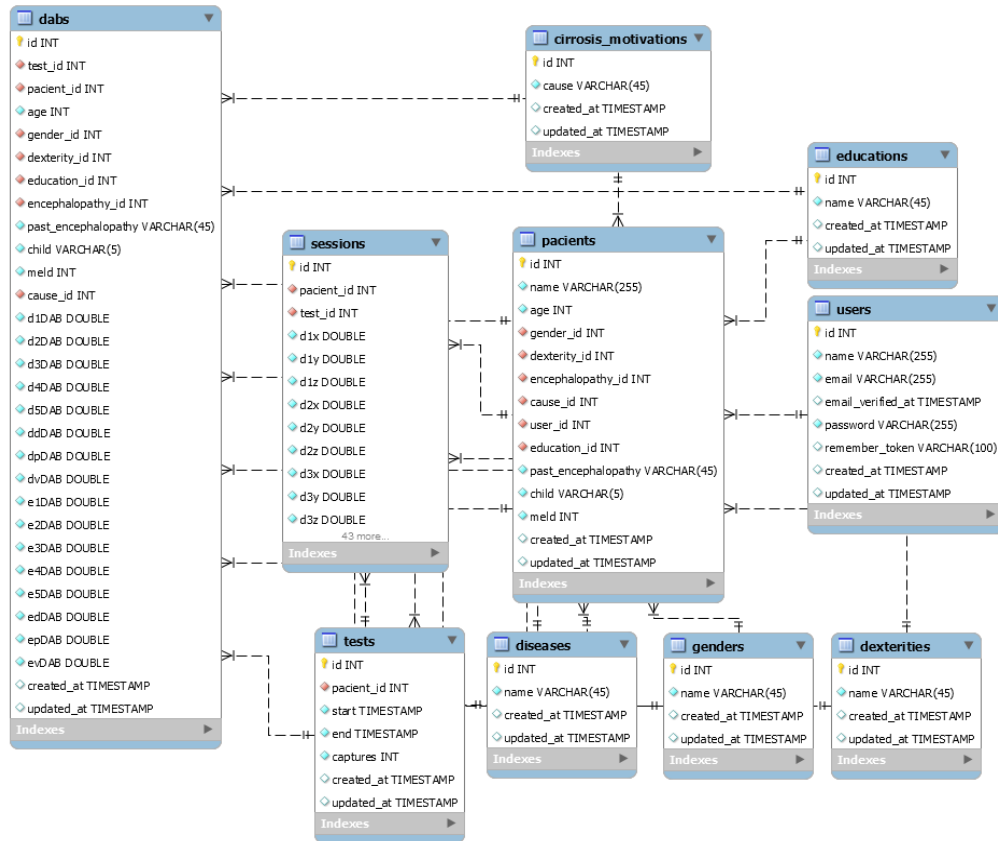 dabs
id INT
test_id INT
pacient_id INT
age INT
gender_id INT
dexterity_id INT
education_id INT
encephalopathy_id INT
past_encephalopathy VARCHAR(45)
child VARCHAR(5)
meld INT
cause_id INT
d1DAB DOUBLE
d2DAB DOUBLE
d3DAB DOUBLE
d4DAB DOUBLE
d5DAB DOUBLE
ddDAB DOUBLE
dpDAB DOUBLE
dvDAB DOUBLE
e1DAB DOUBLE
e2DAB DOUBLE
e3DAB DOUBLE
e4DAB DOUBLE
e5DAB DOUBLE
edDAB DOUBLE
epDAB DOUBLE
evDAB DOUBLE
created_at TIMESTAMP
updated_at TIMESTAMP
Indexes
cirrosis_motivations
id INT
cause VARCHAR(45)
created_at TIMESTAMP
updated_at TIMESTAMP
Indexes
educations
id INT
name VARCHAR(45)
created_at TIMESTAMP
updated_at TIMESTAMP
Indexes
sessions
id INT
pacient_id INT
test_id INT
d1x DOUBLE
d1y DOUBLE
d1z DOUBLE
d2x DOUBLE
d2y DOUBLE
d2z DOUBLE
d3x DOUBLE
d3y DOUBLE
d3z DOUBLE
43 more...
Indexes
pacients
id INT
name VARCHAR(255)
age INT
gender_id INT
dexterity_id INT
encephalopathy_id INT
cause_id INT
user_id INT
education_id INT
past_encephalopathy VARCHAR(45)
child VARCHAR(5)
meld INT
created_at TIMESTAMP
updated_at TIMESTAMP
Indexes
users
id INT
name VARCHAR(255)
email VARCHAR(255)
email_verified_at TIMESTAMP
password VARCHAR(255)
remember_token VARCHAR(100)
created_at TIMESTAMP
updated_at TIMESTAMP
Indexes
tests
id INT
pacient_id INT
start TIMESTAMP
end TIMESTAMP
captures INT
created_at TIMESTAMP
updated_at TIMESTAMP
Indexes
diseases
id INT
name VARCHAR(45)
created_at TIMESTAMP
updated_at TIMESTAMP
Indexes
genders
id INT
name VARCHAR(45)
created_at TIMESTAMP
updated_at TIMESTAMP
Indexes
dexterities
id INT
name VARCHAR(45)
created_at TIMESTAMP
updated_at TIMESTAMP
Indexes